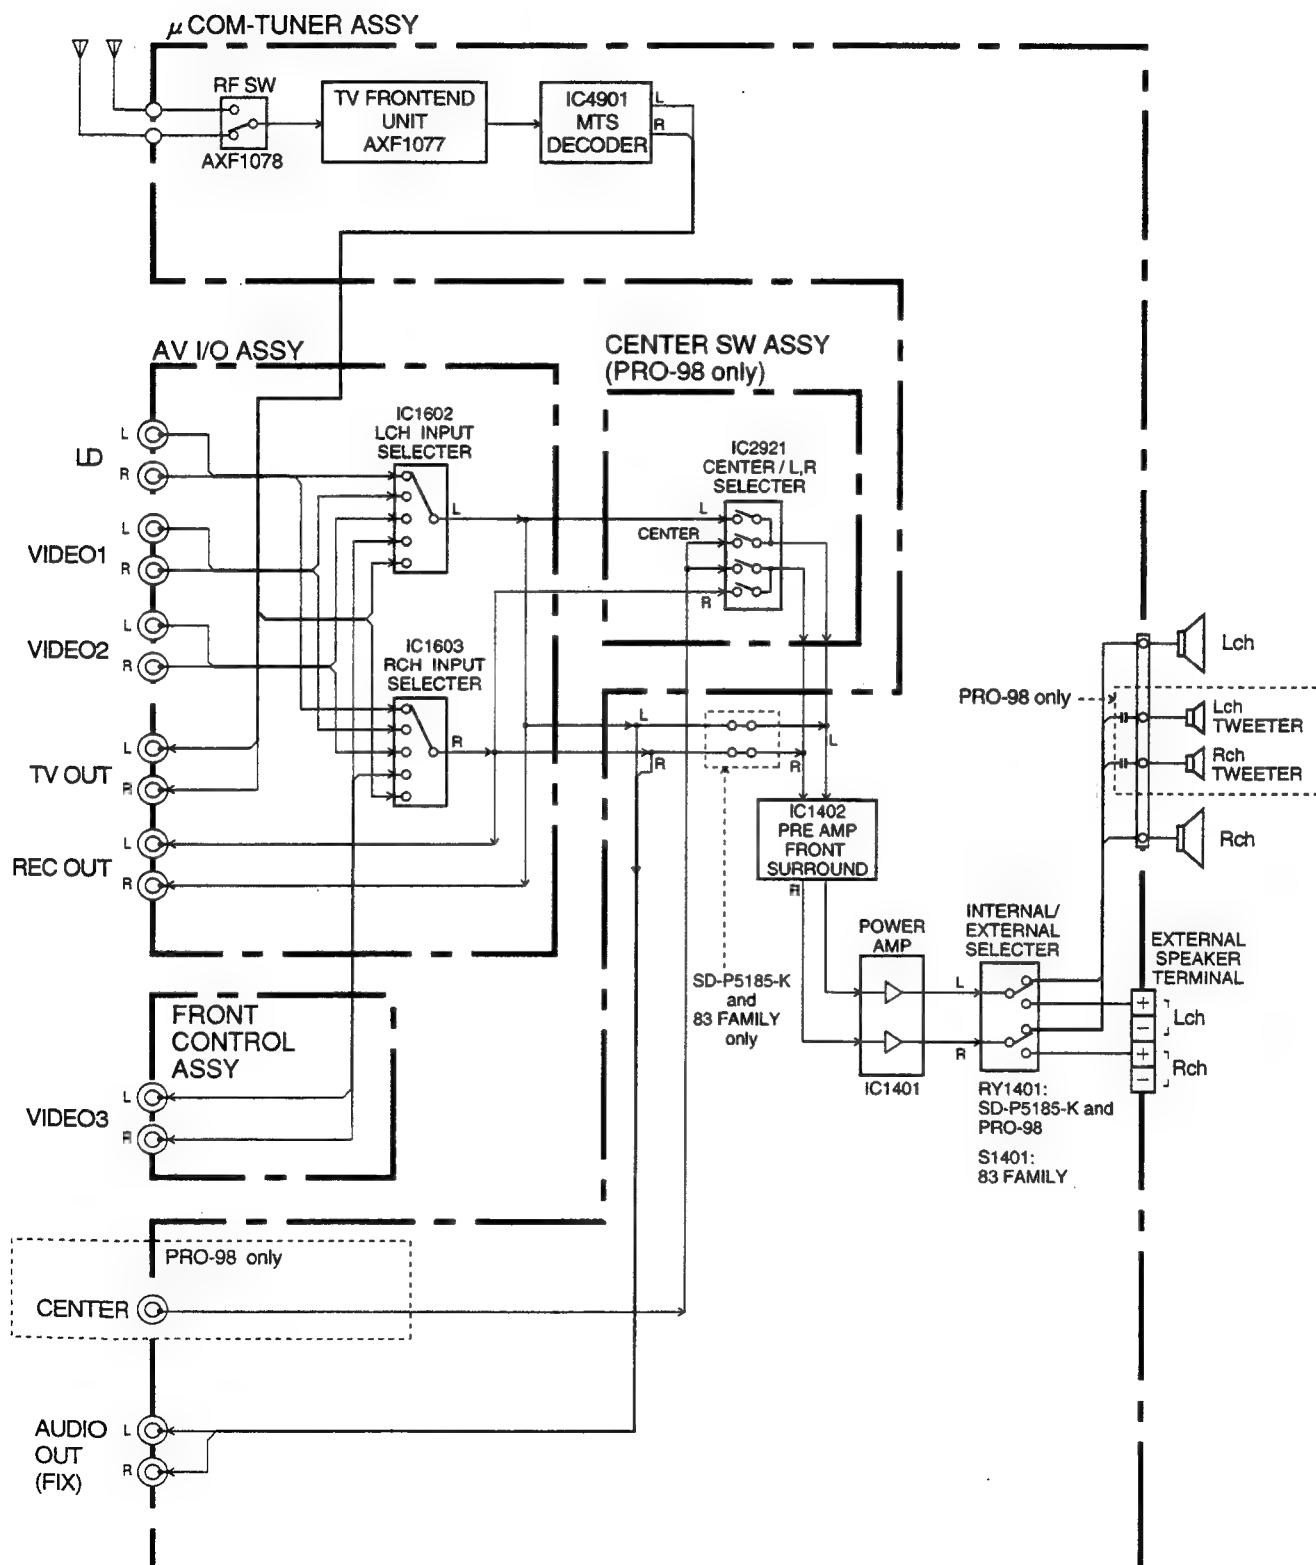 μ COM-TUNER ASSY
RF SW
AXF1078
TV FRONTEND
UNIT
AXF1077
IC4901
MTS
DECODER
L
R
AV I/O ASSY
CENTER SW ASSY
(PRO-98 only)
LD
L
R
VIDEO1
L
R
VIDEO2
L
R
TV OUT
L
R
REC OUT
L
R
IC1602
LCH INPUT
SELECTER
L
IC1603
RCH INPUT
SELECTER
R
IC2921
CENTER / L,R
SELECTER
L
CENTER
R
L
R
L
R
SD-P5185-K
and
83 FAMILY
only
IC1402
PRE AMP
FRONT
SURROUND
R
POWER
AMP
IC1401
L
R
INTERNAL/
EXTERNAL
SELECTER
RY1401:
SD-P5185-K and
PRO-98
S1401:
83 FAMILY
Lch
PRO-98 only
Lch
TWEETER
Rch
TWEETER
Rch
EXTERNAL
SPEAKER
TERMINAL
+
−
Lch
+
−
Rch
FRONT
CONTROL
ASSY
VIDEO3
L
R
PRO-98 only
CENTER
AUDIO
OUT
(FIX)
L
R